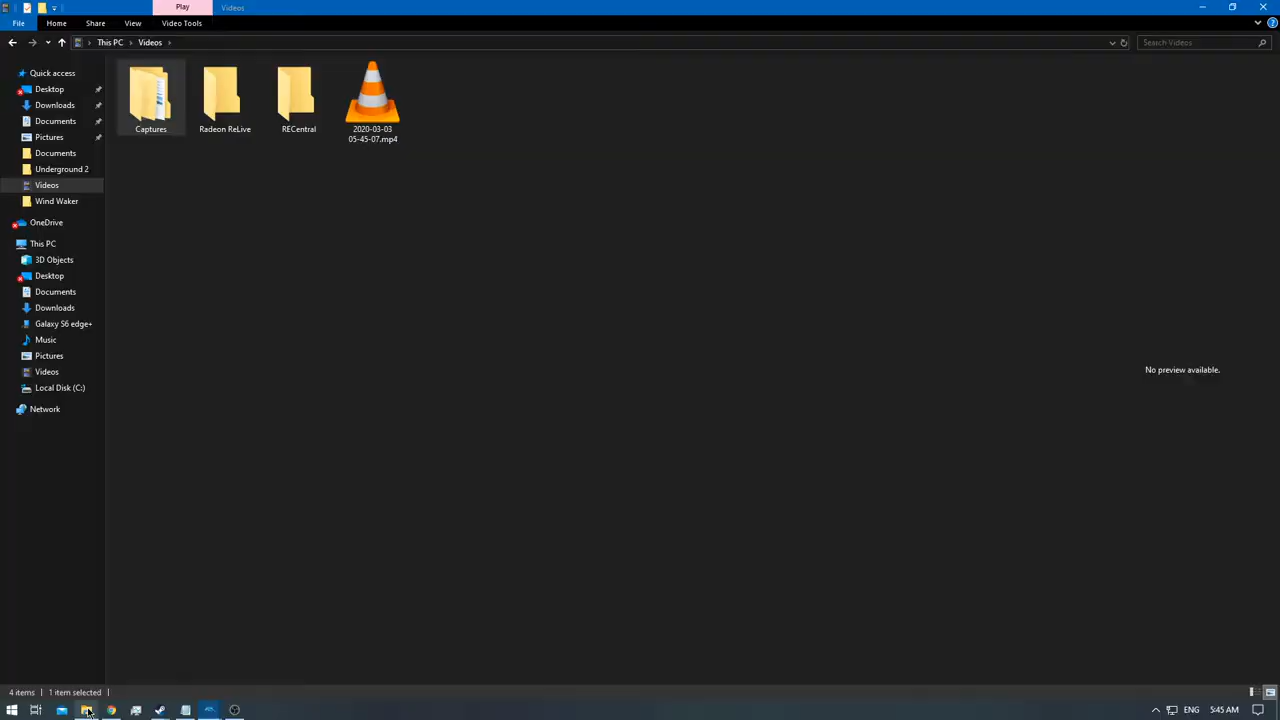 Play
Videos
File
Home
Share
View
Video Tools
This PC
Videos
Search Videos
Quick access
Desktop
Downloads
Documents
Pictures
Documents
Underground 2
Videos
Wind Waker
OneDrive
This PC
3D Objects
Desktop
Documents
Downloads
Galaxy S6 edge+
Music
Pictures
Videos
Local Disk (C:)
Network
Captures
Radeon ReLive
RECentral
2020-03-03
05-45-07.mp4
No preview available.
4 items
1 item selected
ENG
5:45 AM